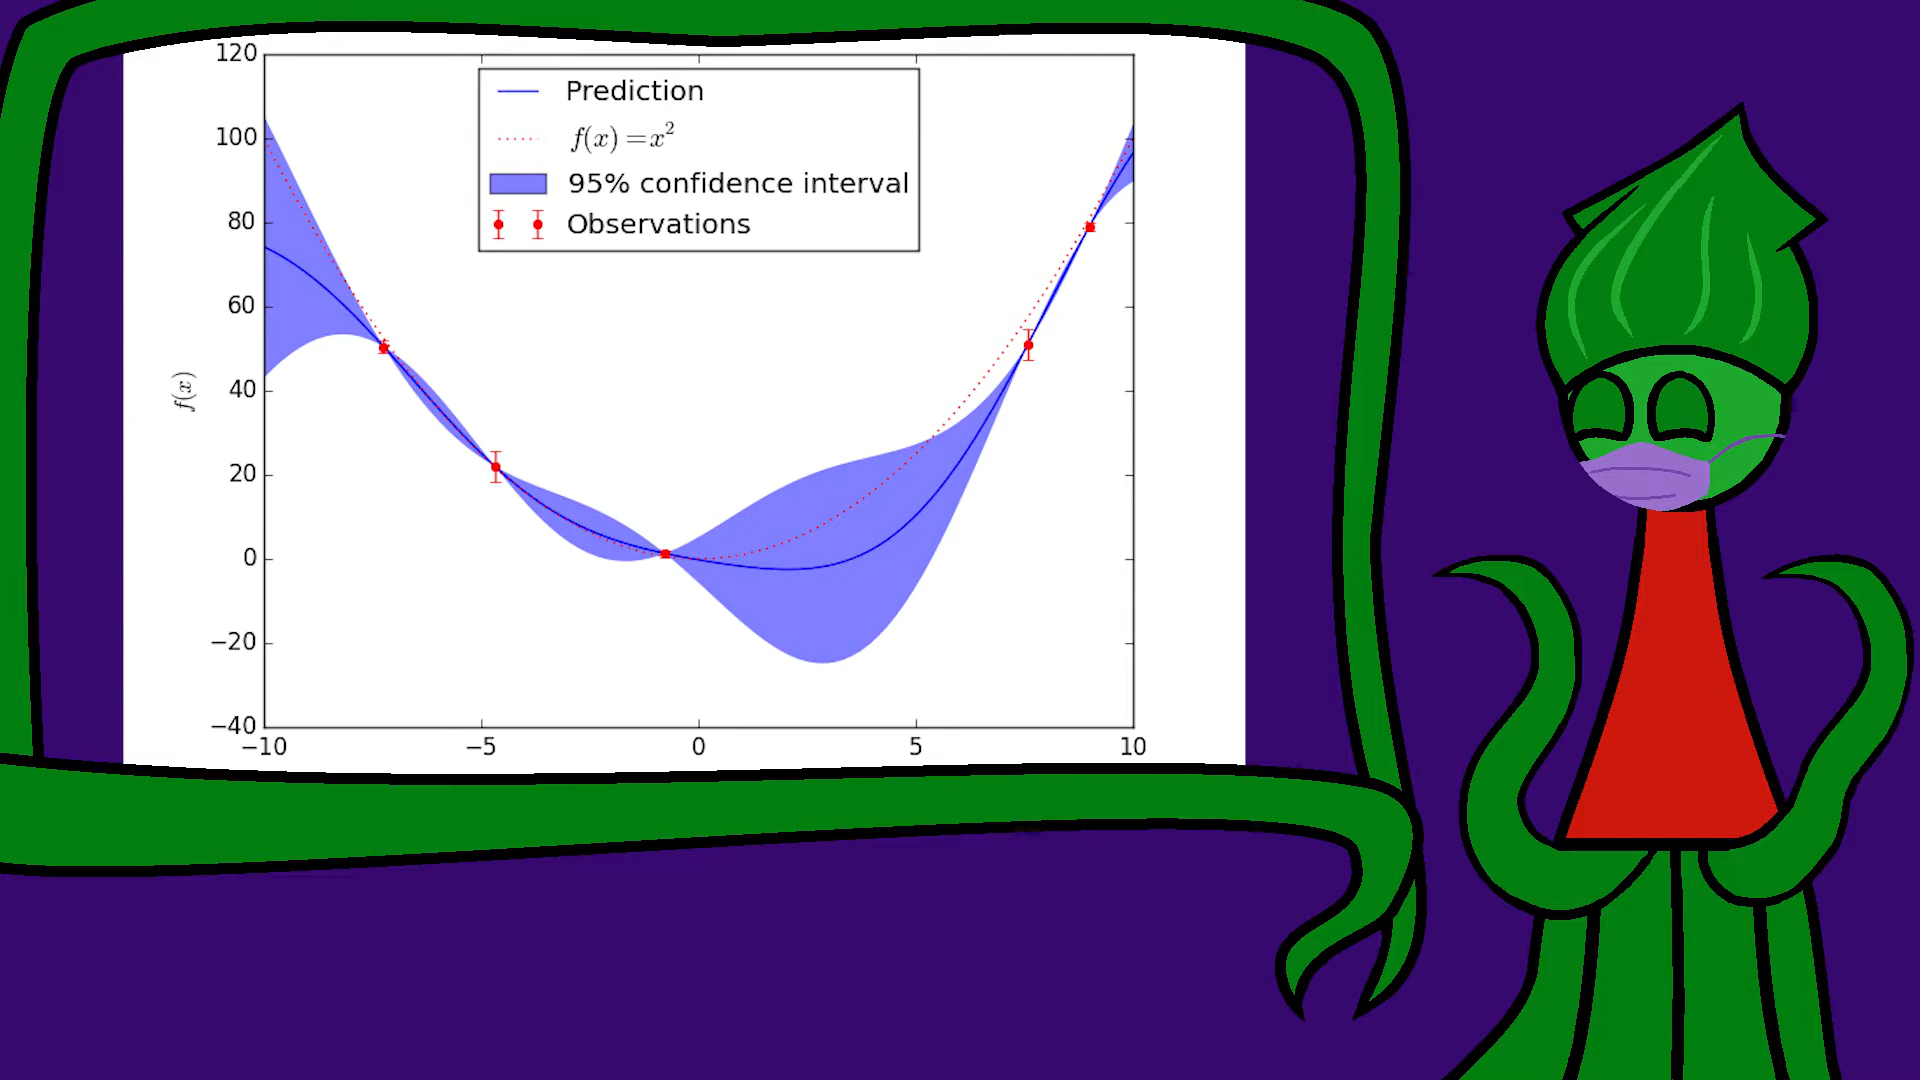 120
100
80
60
40
20
0
−20
−40
f(x)
−10 −5 0 5 10
Prediction
f(x)=x²
95% confidence interval
Observations